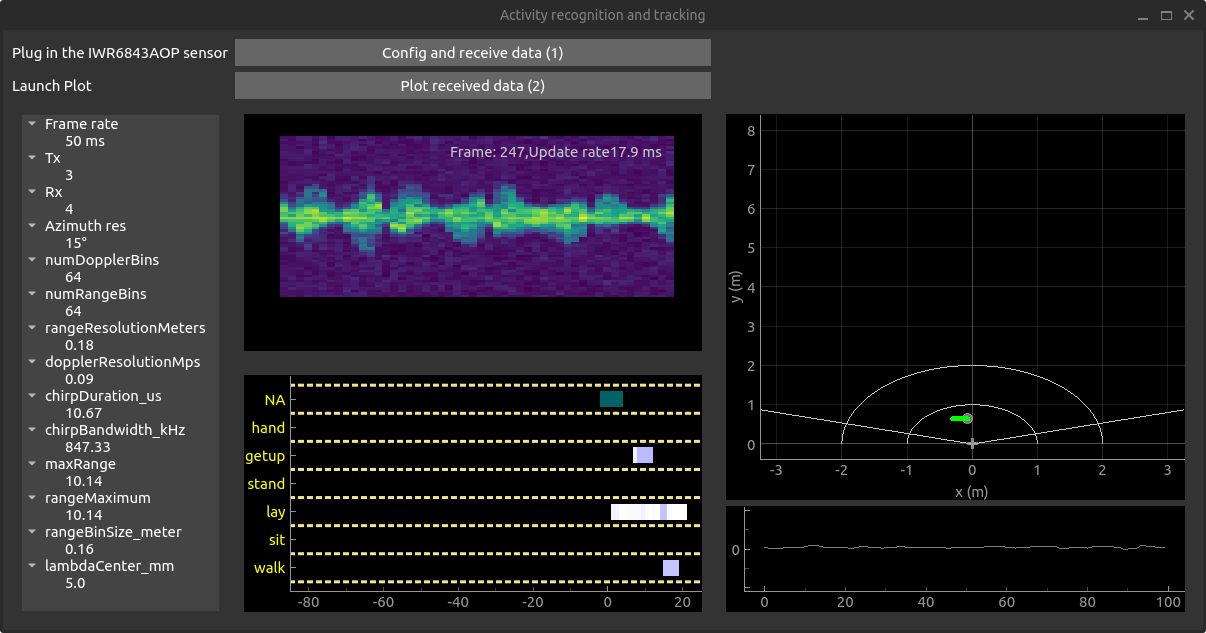 Activity recognition and tracking
Plug in the IWR6843AOP sensor
Config and receive data (1)
Launch Plot
Plot received data (2)
Frame rate
50 ms
Tx
3
Rx
4
Azimuth res
15°
numDopplerBins
64
numRangeBins
64
rangeResolutionMeters
0.18
dopplerResolutionMps
0.09
chirpDuration_us
10.67
chirpBandwidth_kHz
847.33
maxRange
10.14
rangeMaximum
10.14
rangeBinSize_meter
0.16
lambdaCenter_mm
5.0
Frame: 247,Update rate17.9 ms
NA
hand
getup
stand
lay
sit
walk
-80 -60 -40 -20 0 20
8
7
6
5
4
3
2
1
0
y (m)
-3 -2 -1 0 1 2 3
x (m)
0
0 20 40 60 80 100